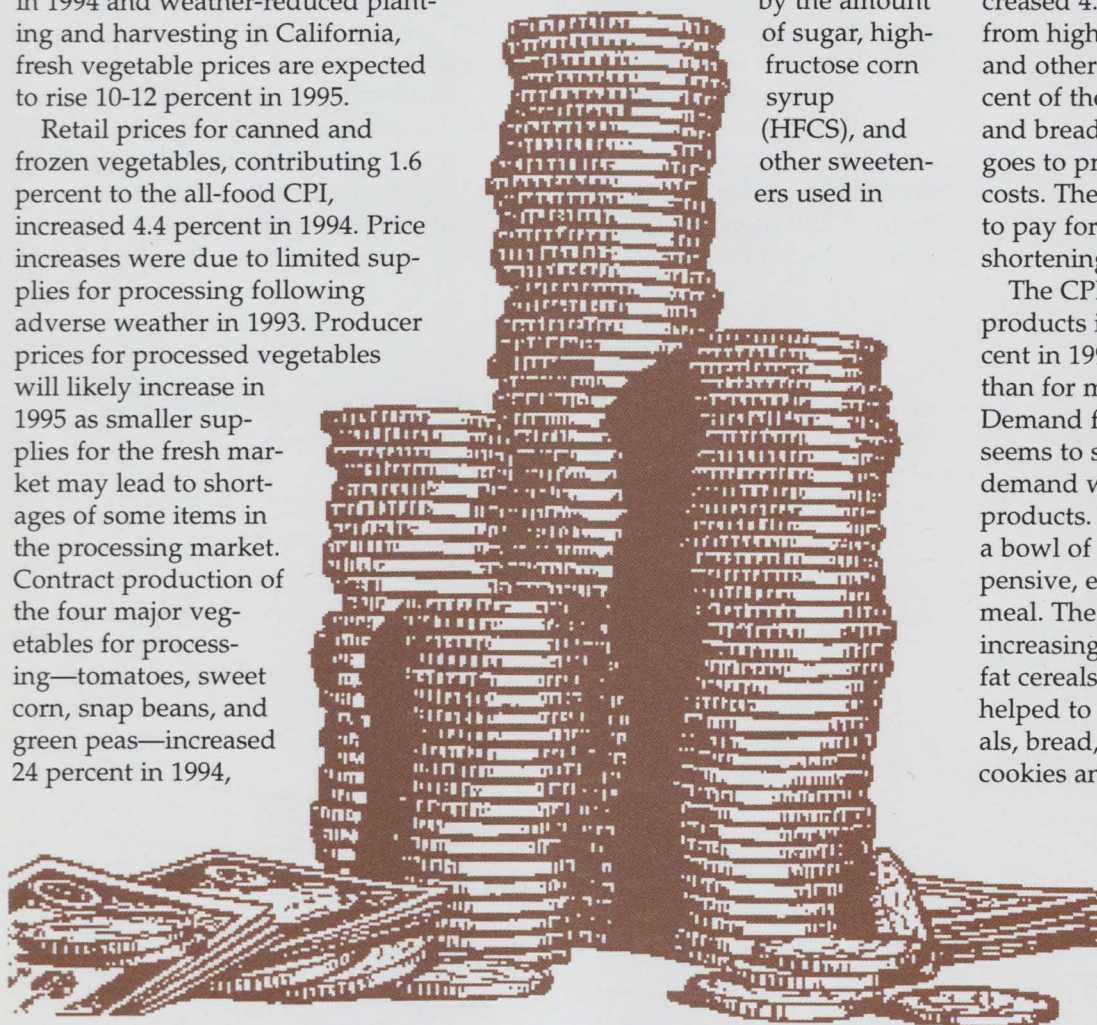 in 1994 and weather-reduced plant-
ing and harvesting in California,
fresh vegetable prices are expected
to rise 10-12 percent in 1995.
Retail prices for canned and
frozen vegetables, contributing 1.6
percent to the all-food CPI,
increased 4.4 percent in 1994. Price
increases were due to limited sup-
plies for processing following
adverse weather in 1993. Producer
prices for processed vegetables
will likely increase in
1995 as smaller sup-
plies for the fresh mar-
ket may lead to short-
ages of some items in
the processing market.
Contract production of
the four major veg-
etables for process-
ing—tomatoes, sweet
corn, snap beans, and
green peas—increased
24 percent in 1994,
by the amount
of sugar, high-
fructose corn
syrup
(HFCS), and
other sweeten-
ers used in
creased 4.
from high
and other
cent of the
and bread
goes to pr
costs. The
to pay for
shortening
The CPI
products i
cent in 199
than for m
Demand f
seems to s
demand w
products.
a bowl of
pensive, e
meal. The
increasing
fat cereals
helped to
als, bread,
cookies an